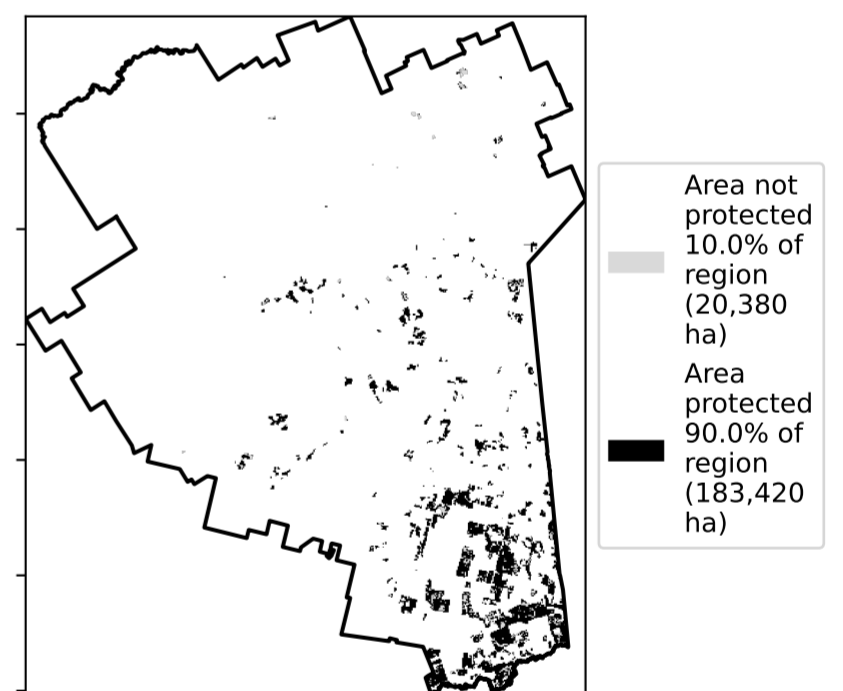 Area not
protected
10.0% of
region
(20,380
ha)
Area
protected
90.0% of
region
(183,420
ha)